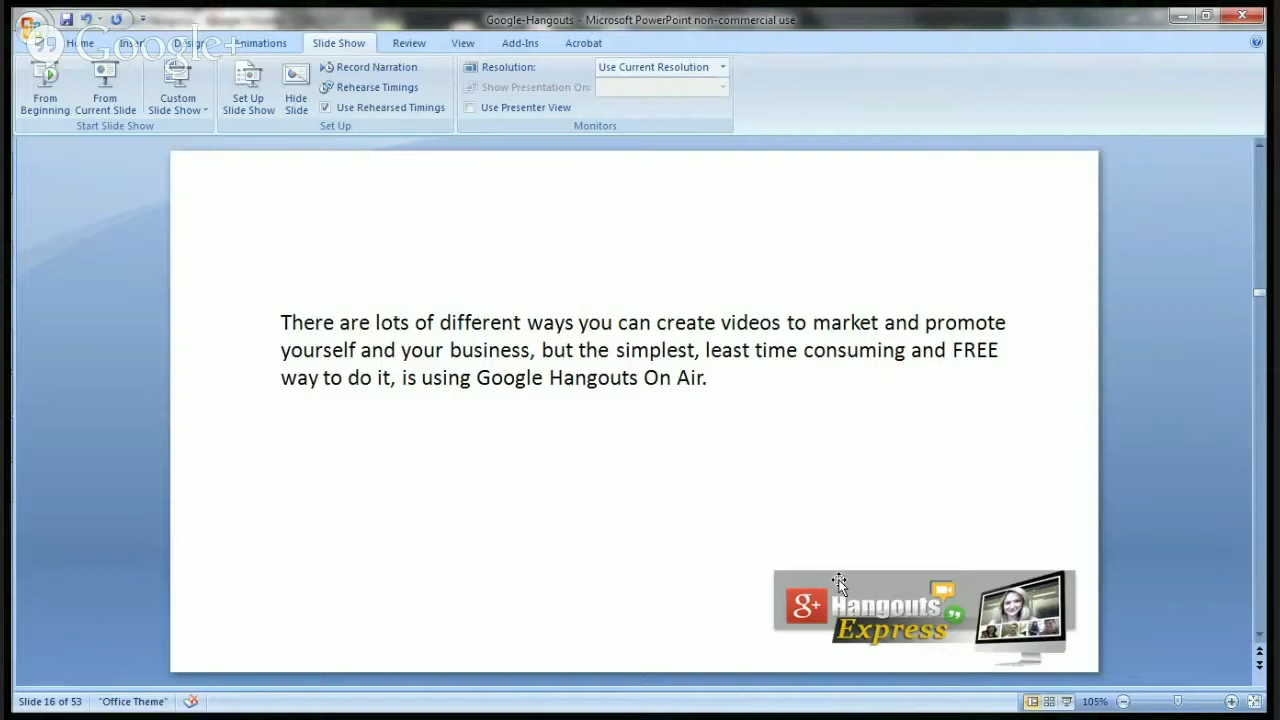 Google-Hangouts - Microsoft PowerPoint non-commercial use
Google+
Home Insert Design Animations Slide Show Review View Add-Ins Acrobat
From Beginning
From Current Slide
Custom Slide Show
Start Slide Show
Set Up Slide Show
Hide Slide
Record Narration
Rehearse Timings
Use Rehearsed Timings
Set Up
Resolution: Use Current Resolution
Show Presentation On:
Use Presenter View
Monitors
There are lots of different ways you can create videos to market and promote
yourself and your business, but the simplest, least time consuming and FREE
way to do it, is using Google Hangouts On Air.
g+ Hangouts
Express
Slide 16 of 53 "Office Theme" 105%